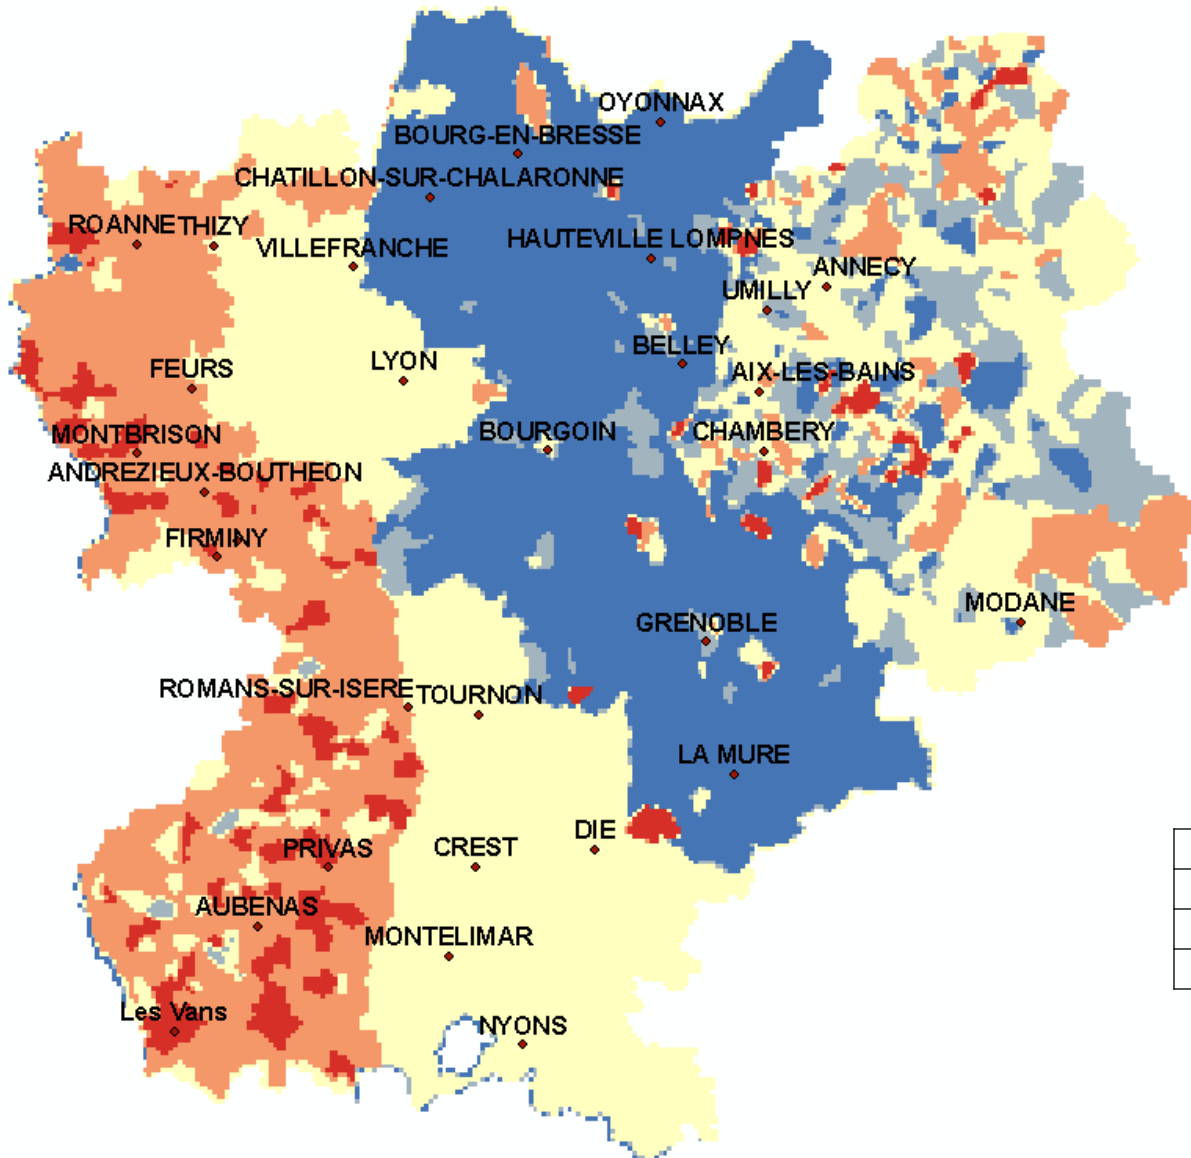 OYONNAX
BOURG-EN-BRESSE
CHATILLON-SUR-CHALARONNE
ROANNE THIZY
VILLEFRANCHE
HAUTEVILLE LOMPNES
ANNECY
UMILLY
BELLEY
LYON
FEURS
AIX-LES-BAINS
MONTBRISON
BOURGOIN
CHAMBERY
ANDREZIEUX-BOUTHEON
FIRMINY
MODANE
GRENOBLE
ROMANS-SUR-ISERE
TOURNON
LA MURE
DIE
PRIVAS
CREST
AUBENAS
MONTELIMAR
Les Vans
NYONS